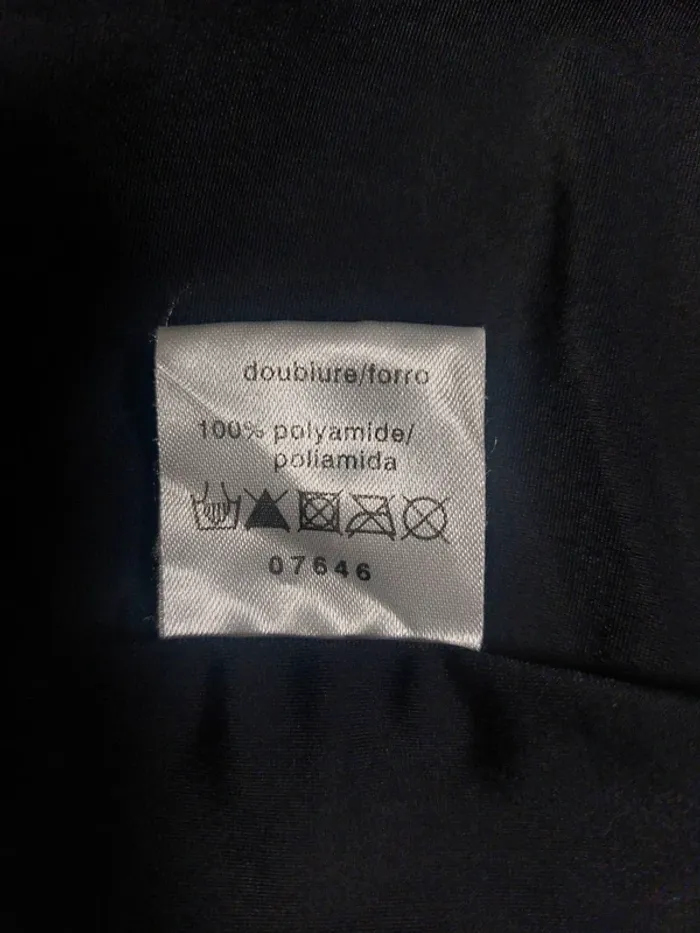 doublure/forro
100% polyamide/
poliamida
07646